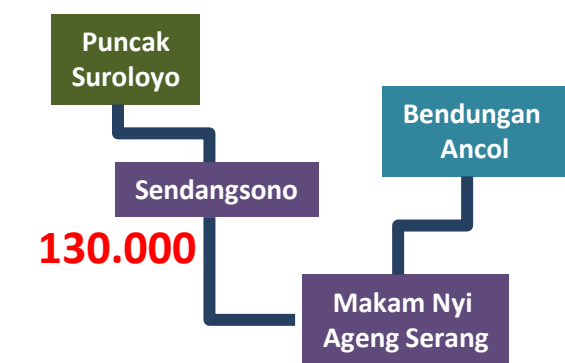 Puncak
Suroloyo
Bendungan
Ancol
Sendangsono
130.000
Makam Nyi
Ageng Serang